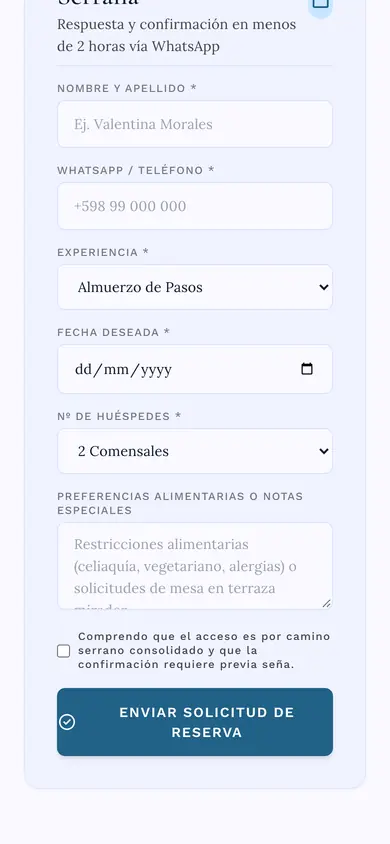 Serrana
Respuesta y confirmación en menos
de 2 horas vía WhatsApp
NOMBRE Y APELLIDO *
Ej. Valentina Morales
WHATSAPP / TELÉFONO *
+598 99 000 000
EXPERIENCIA *
Almuerzo de Pasos
FECHA DESEADA *
dd/mm/yyyy
Nº DE HUÉSPEDES *
2 Comensales
PREFERENCIAS ALIMENTARIAS O NOTAS
ESPECIALES
Restricciones alimentarias
(celiaquía, vegetariano, alergias) o
solicitudes de mesa en terraza
mirador
Comprendo que el acceso es por camino
serrano consolidado y que la
confirmación requiere previa seña.
ENVIAR SOLICITUD DE
RESERVA